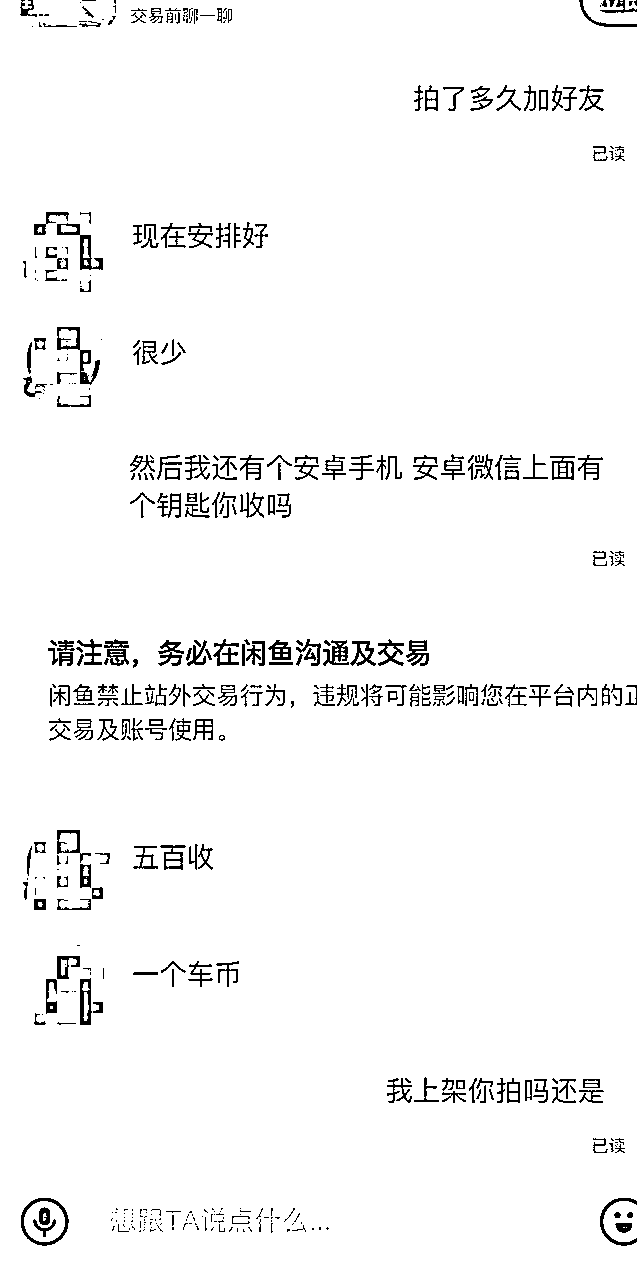 交易前聊一聊
拍了多久加好友
已读
现在安排好
很少
然后我还有个安卓手机 安卓微信上面有
个钥匙你收吗
已读
请注意，务必在闲鱼沟通及交易
闲鱼禁止站外交易行为，违规将可能影响您在平台内的正
交易及账号使用。
五百收
一个车币
我上架你拍吗还是
已读
想跟TA说点什么...